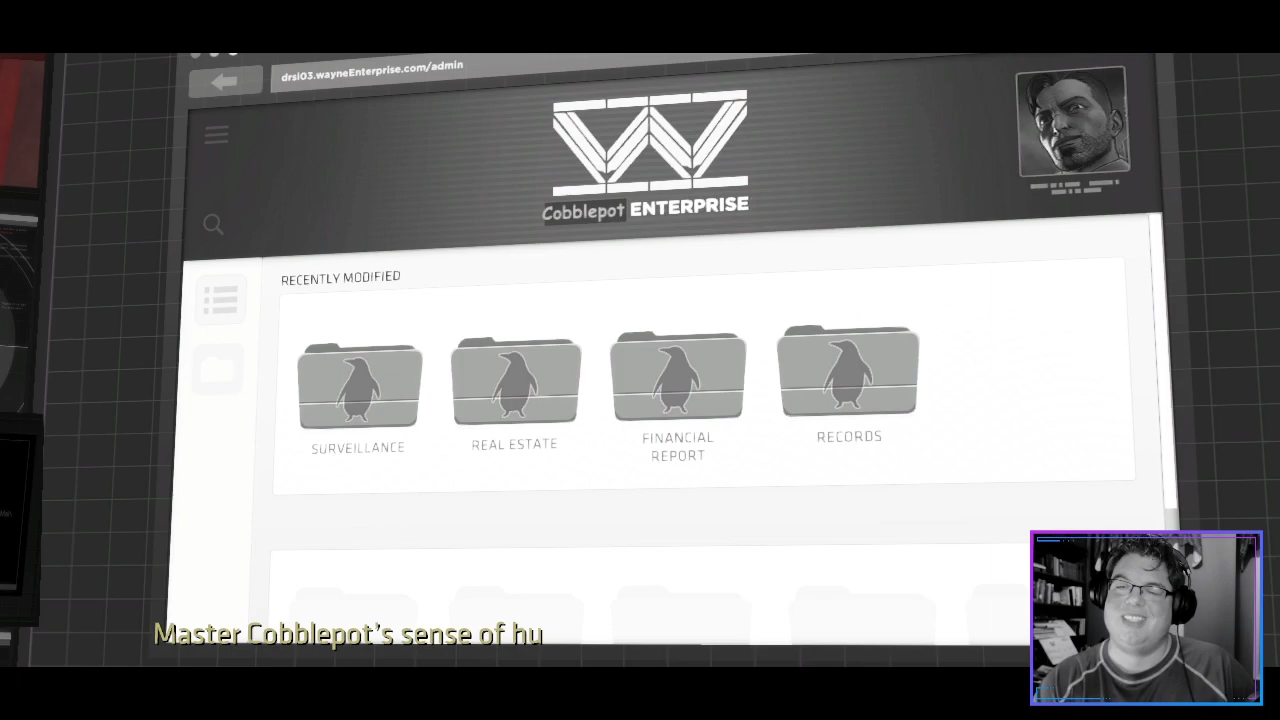 drsi03.wayneEnterprise.com/admin
Cobblepot ENTERPRISE
RECENTLY MODIFIED
SURVEILLANCE
REAL ESTATE
FINANCIAL
REPORT
RECORDS
Master Cobblepot's sense of hu